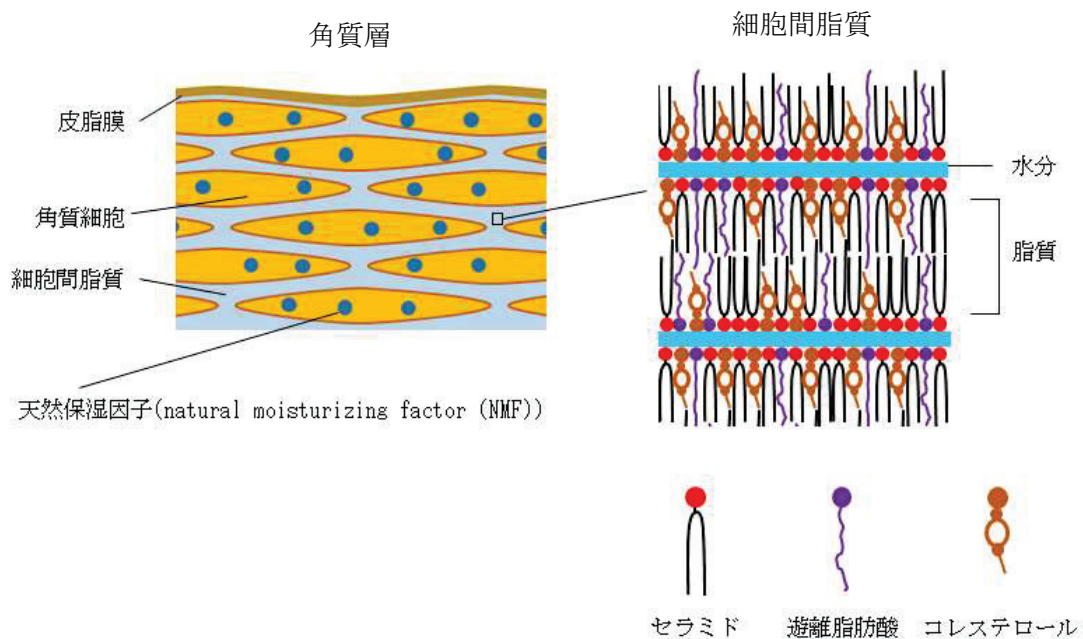 角質層
細胞間脂質
皮脂膜
角質細胞
細胞間脂質
天然保湿因子(natural moisturizing factor (NMF))
水分
脂質
セラミド
遊離脂肪酸
コレステロール